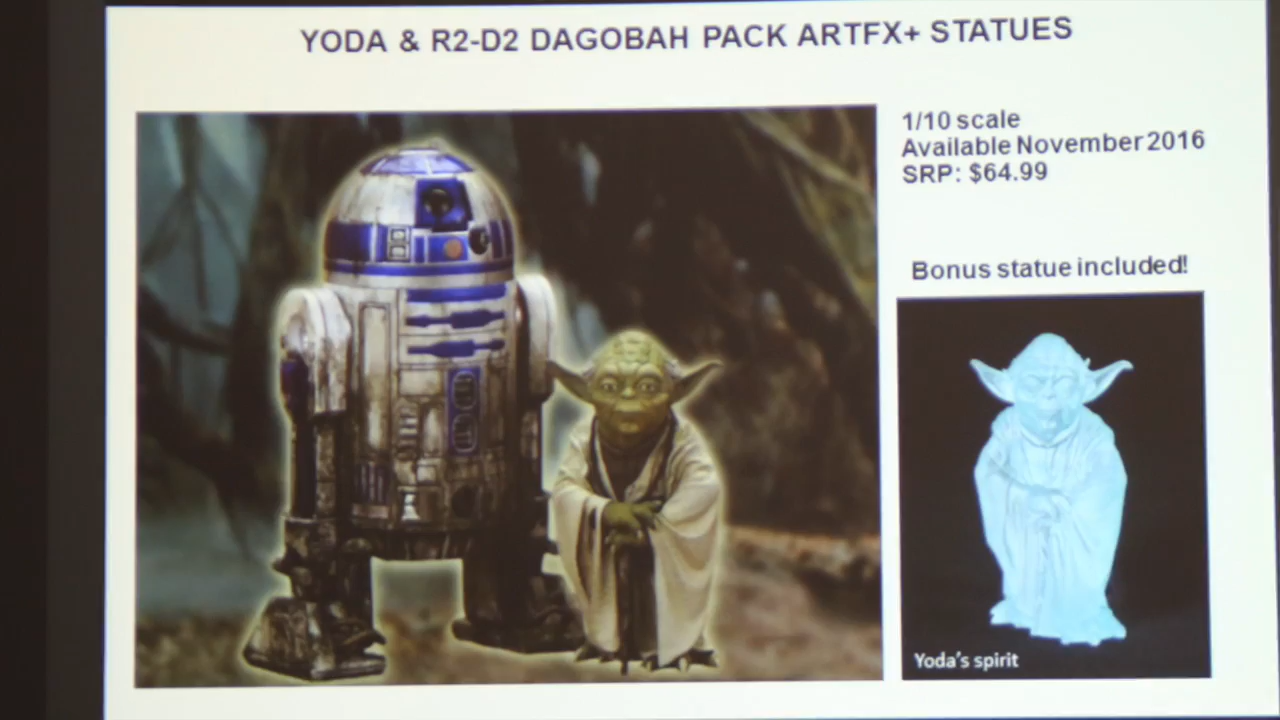 YODA & R2-D2 DAGOBAH PACK ARTFX+ STATUES
1/10 scale
Available November 2016
SRP: $64.99
Bonus statue included!
Yoda's spirit